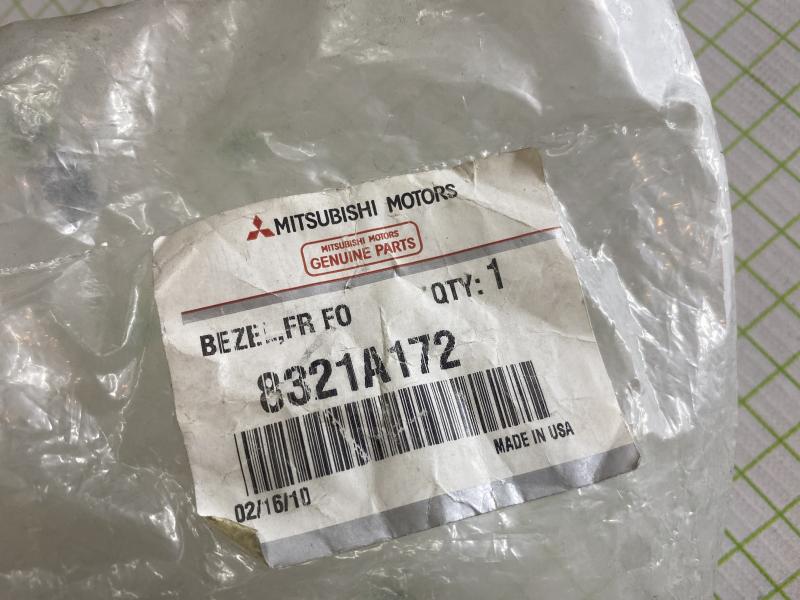 MITSUBISHI MOTORS
MITSUBISHI MOTORS
GENUINE PARTS
BEZEL,FR FO QTY: 1
8321A172
MADE IN USA
02/16/10